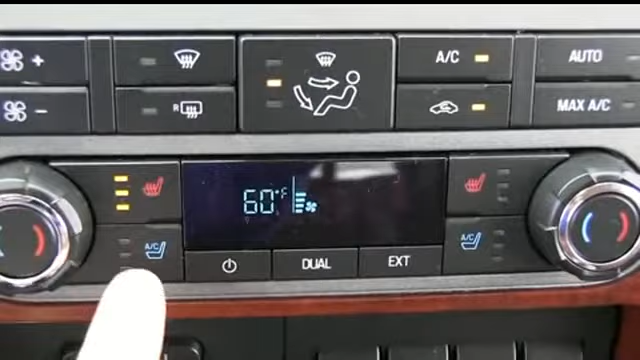 +
A/C
AUTO
-
R
MAX A/C
60°F
A/C
A/C
DUAL
EXT